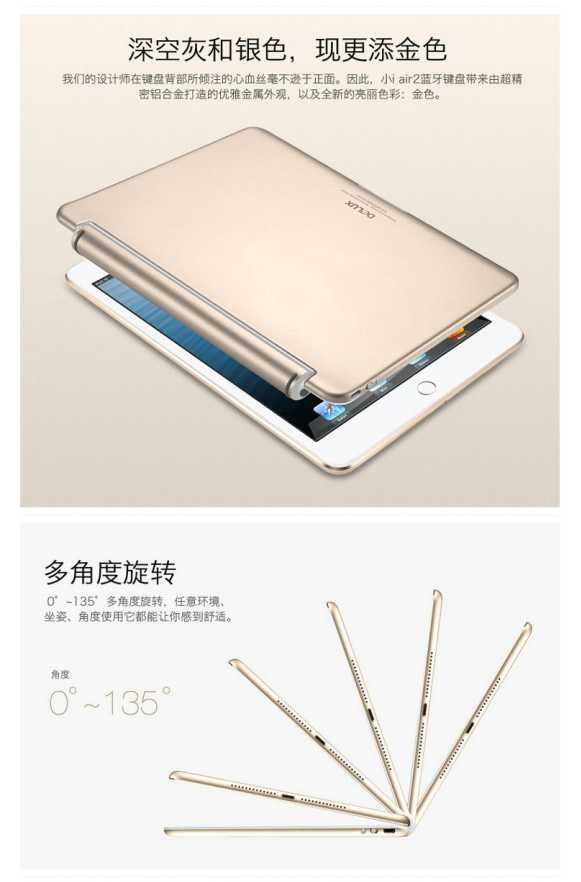 深空灰和银色，现更添金色
我们的设计师在键盘背部所倾注的心血丝毫不逊于正面。因此，小i air2蓝牙键盘带来由超精
密铝合金打造的优雅金属外观，以及全新的亮丽色彩：金色。
DELUX
多角度旋转
0°~135°多角度旋转，任意环境、
坐姿、角度使用它都能让你感到舒适。
角度
0°~135°